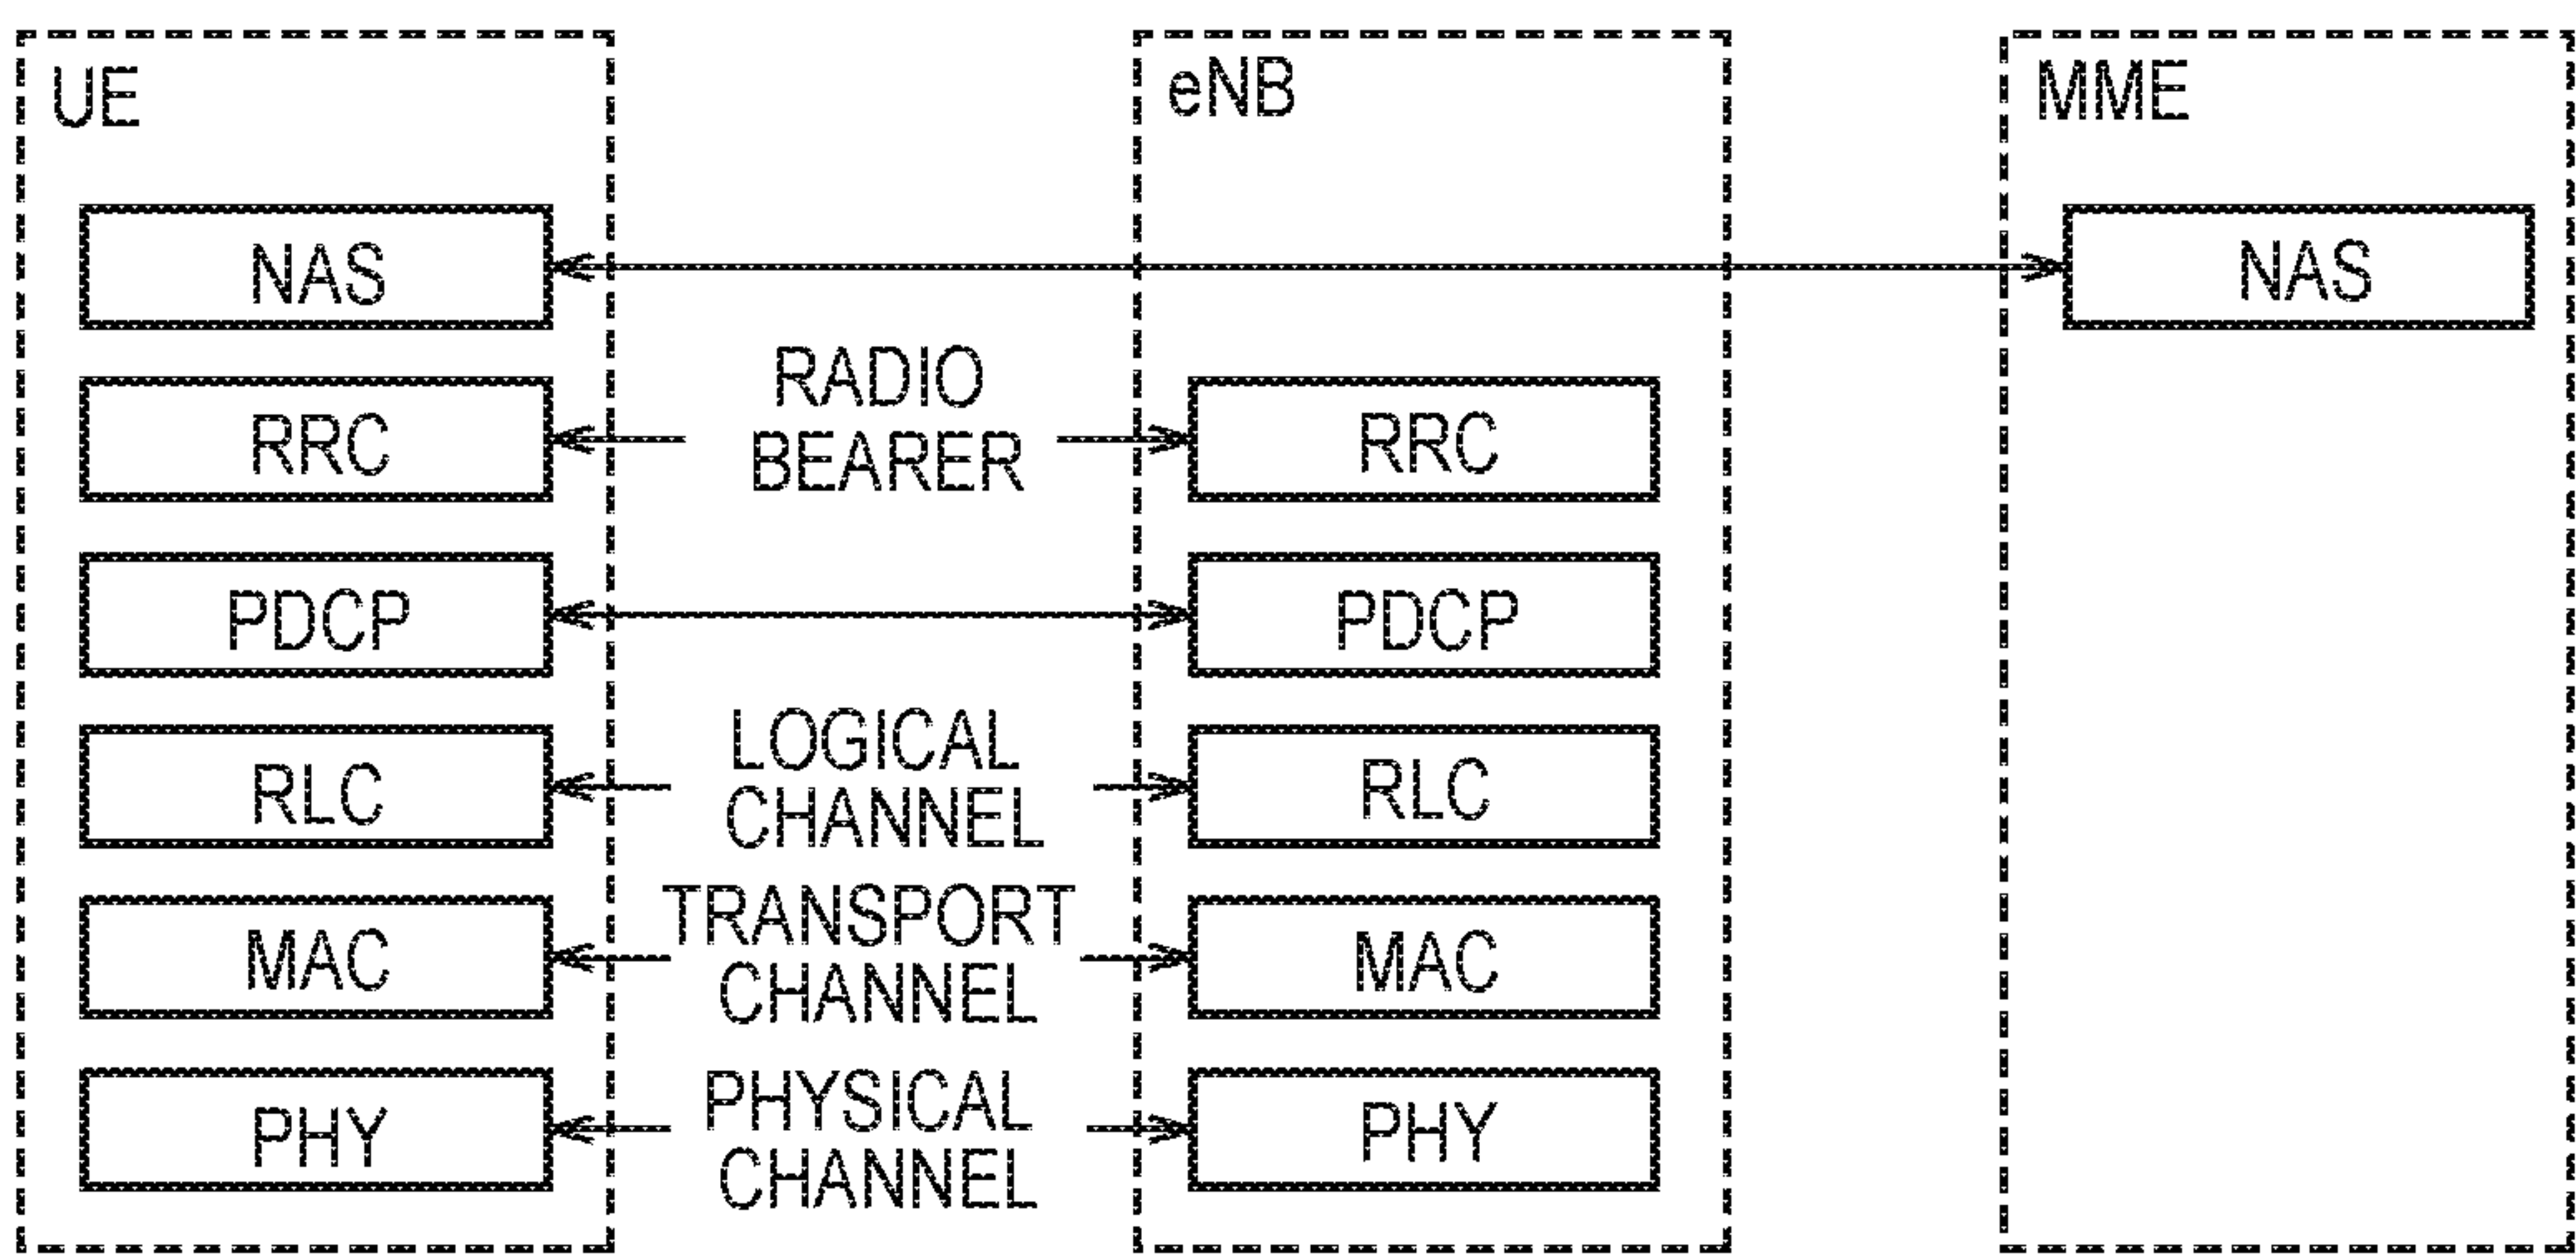 UE
eNB
MME
NAS
NAS
RADIO
BEARER
RRC
RRC
PDCP
PDCP
LOGICAL
CHANNEL
RLC
RLC
TRANSPORT
CHANNEL
MAC
MAC
PHYSICAL
CHANNEL
PHY
PHY